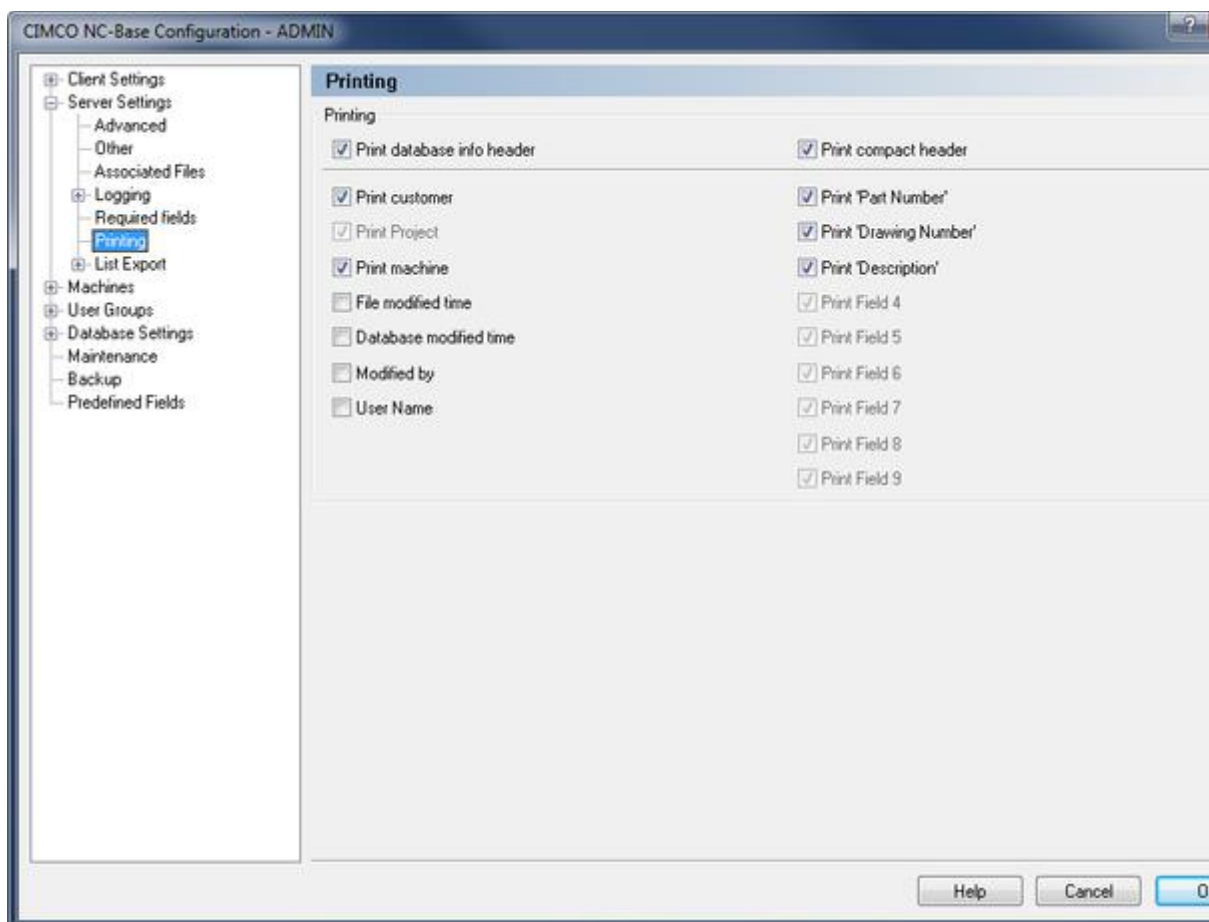 CIMCO NC-Base Configuration - ADMIN
?
Client Settings
Server Settings
Advanced
Other
Associated Files
Logging
Required fields
Printing
List Export
Machines
User Groups
Database Settings
Maintenance
Backup
Predefined Fields
Printing
Printing
Print database info header
Print compact header
Print customer
Print 'Part Number'
Print Project
Print 'Drawing Number'
Print machine
Print 'Description'
File modified time
Print Field 4
Database modified time
Print Field 5
Modified by
Print Field 6
User Name
Print Field 7
Print Field 8
Print Field 9
Help
Cancel